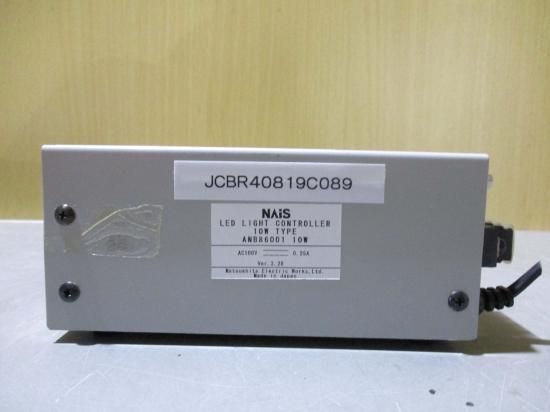 JCBR40819C089
NAiS
LED LIGHT CONTROLLER
10W TYPE
ANB86001 10W
AC100V 0.25A
Ver.3.20
Matsushita Electric Works,Ltd.
Made in Japan